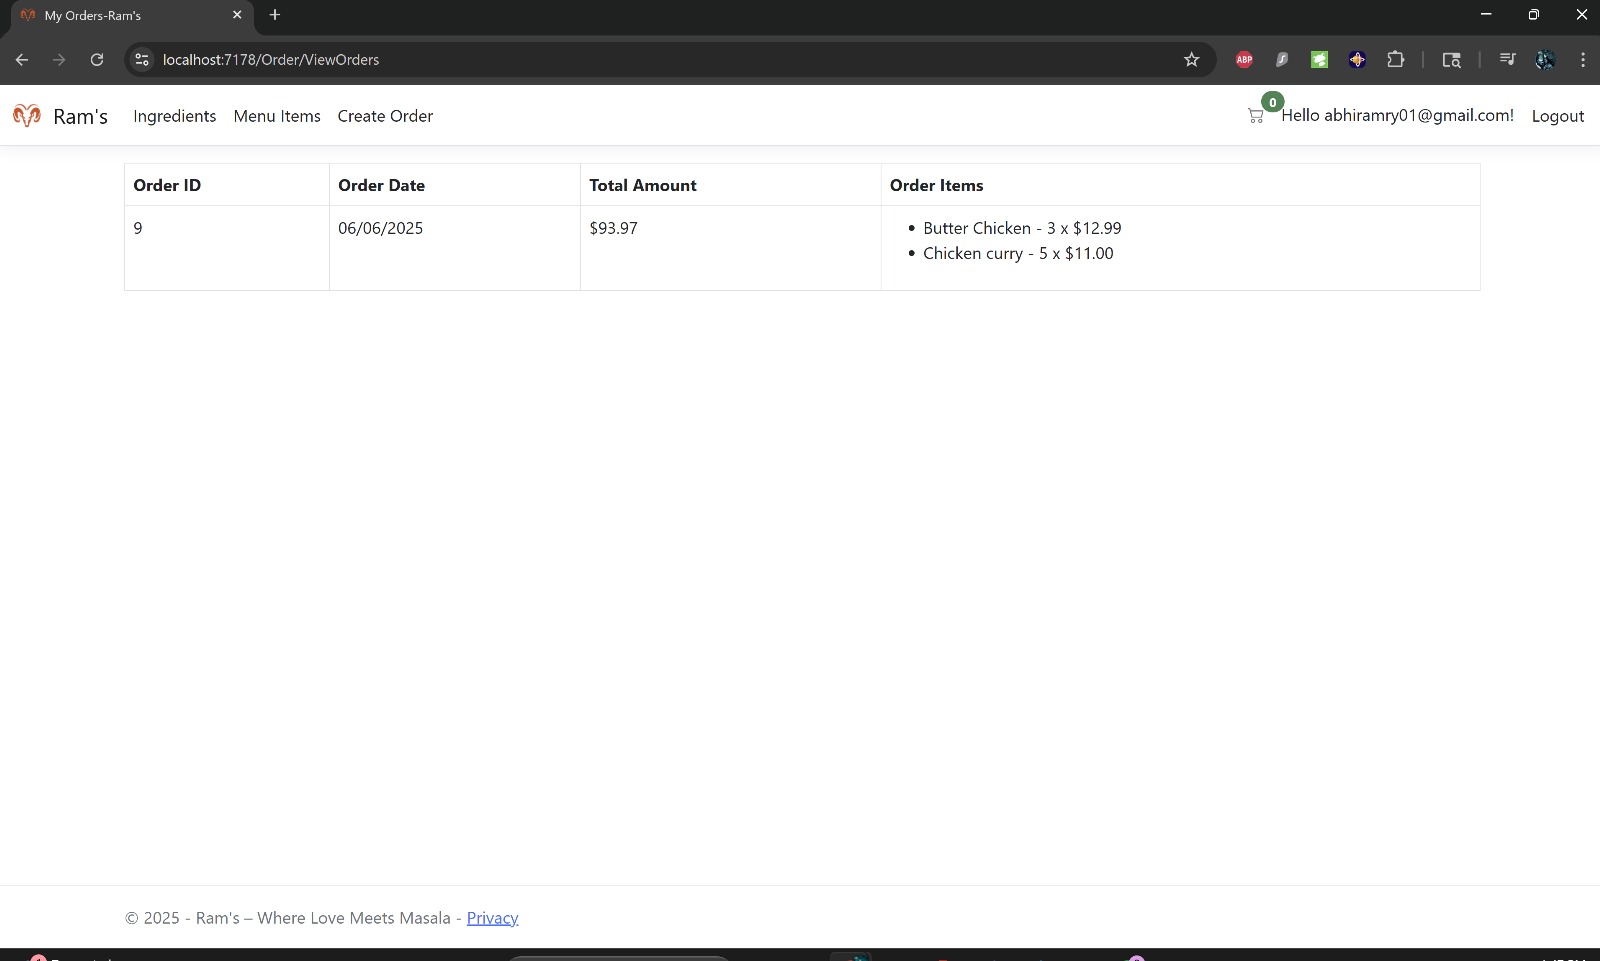 My Orders-Ram's
localhost:7178/Order/ViewOrders
ABP
Ram's Ingredients Menu Items Create Order 0 Hello abhiramry01@gmail.com! Logout
Order ID Order Date Total Amount Order Items
9 06/06/2025 $93.97 • Butter Chicken - 3 x $12.99
• Chicken curry - 5 x $11.00
© 2025 - Ram's – Where Love Meets Masala - Privacy